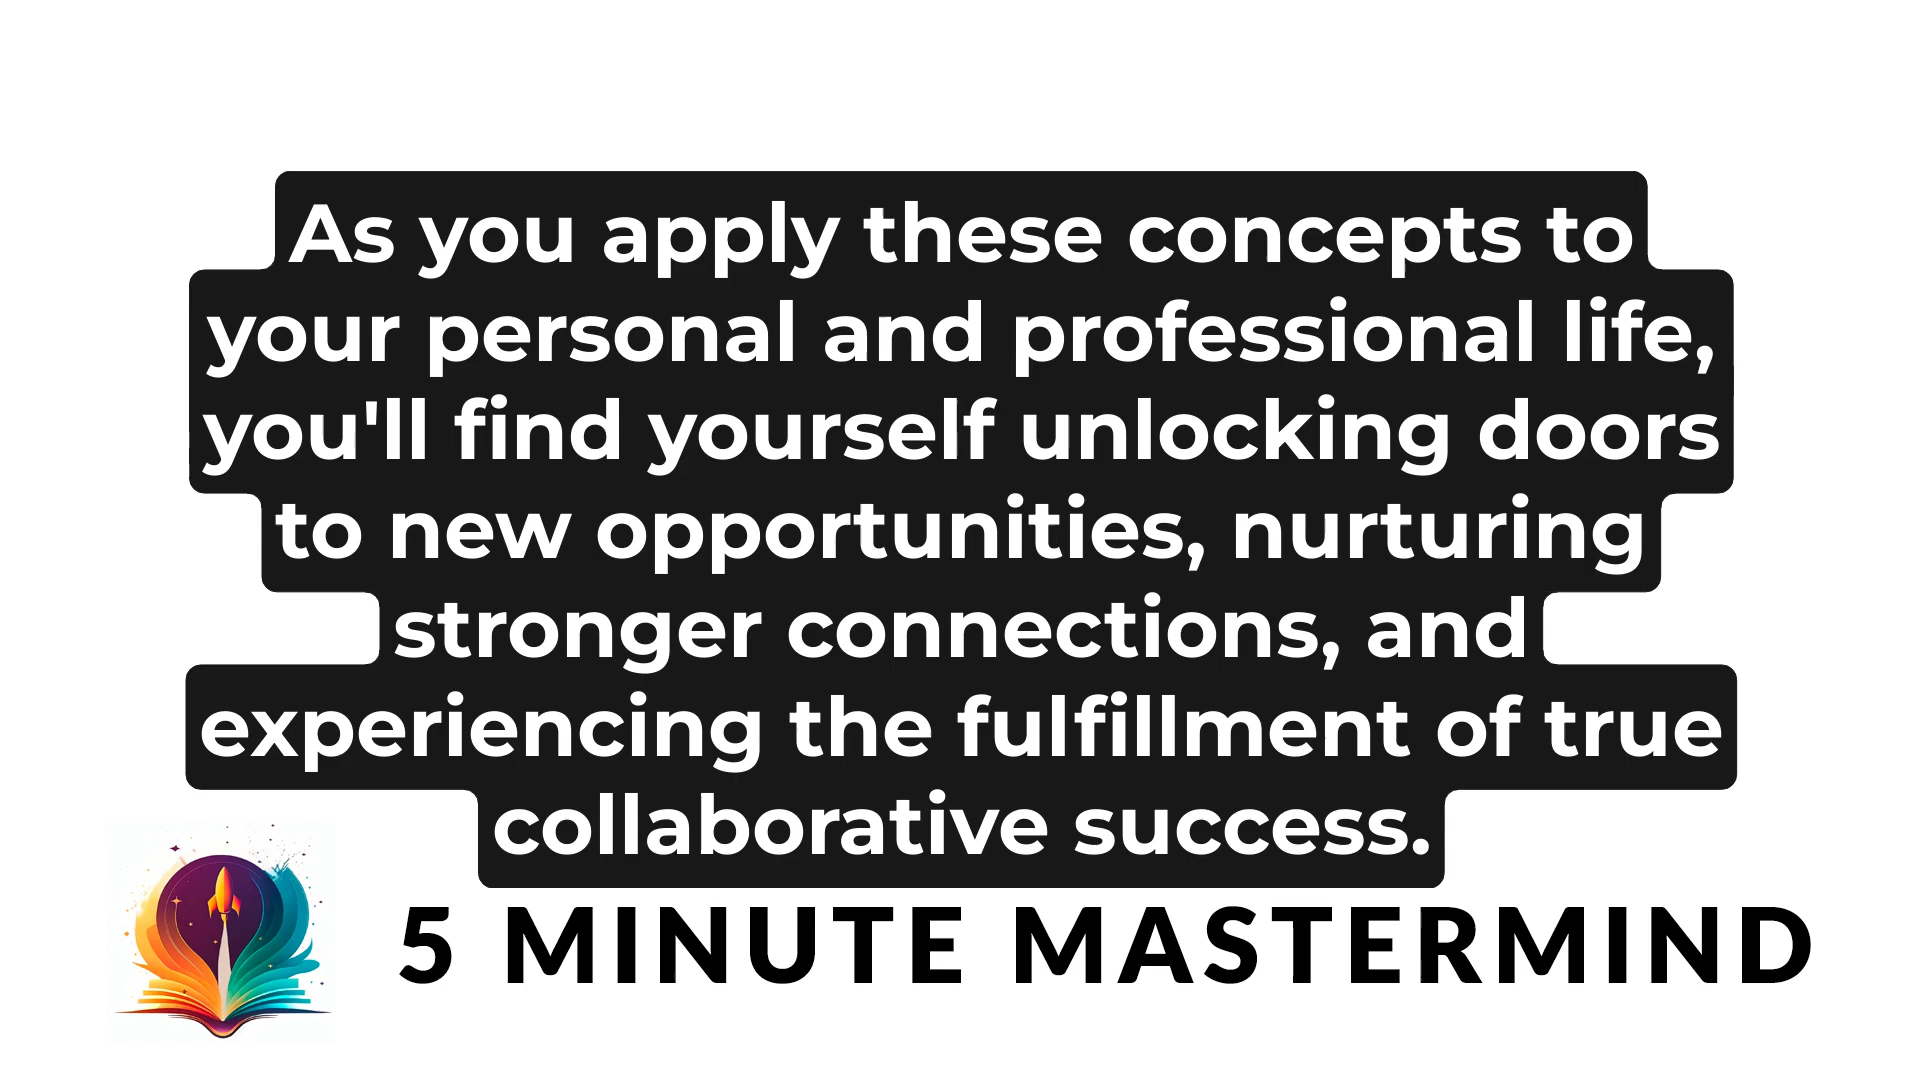 As you apply these concepts to
your personal and professional life,
you'll find yourself unlocking doors
to new opportunities, nurturing
stronger connections, and
experiencing the fulfillment of true
collaborative success.
5 MINUTE MASTERMIND